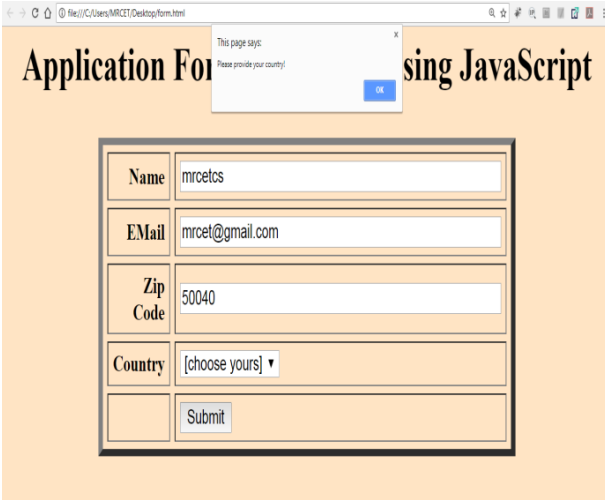 file:///C:/Users/MRCET/Desktop/form.html
This page says:
Please provide your country!
OK
Application For sing JavaScript
Name mrcetcs
EMail mrcet@gmail.com
Zip
Code 50040
Country [choose yours]
Submit